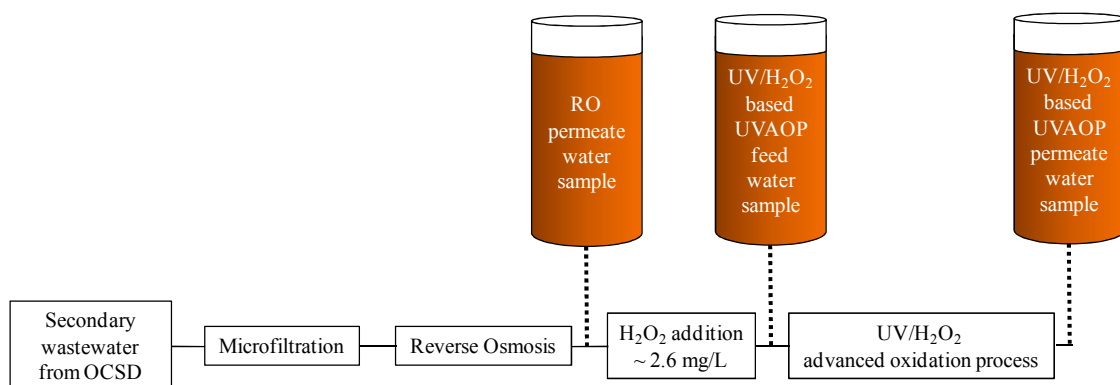 RO
permeate
water
sample
UV/H₂O₂
based
UVAOP
feed
water
sample
UV/H₂O₂
based
UVAOP
permeate
water
sample
Secondary
wastewater
from OCSD
Microfiltration
Reverse Osmosis
H₂O₂ addition
~ 2.6 mg/L
UV/H₂O₂
advanced oxidation process